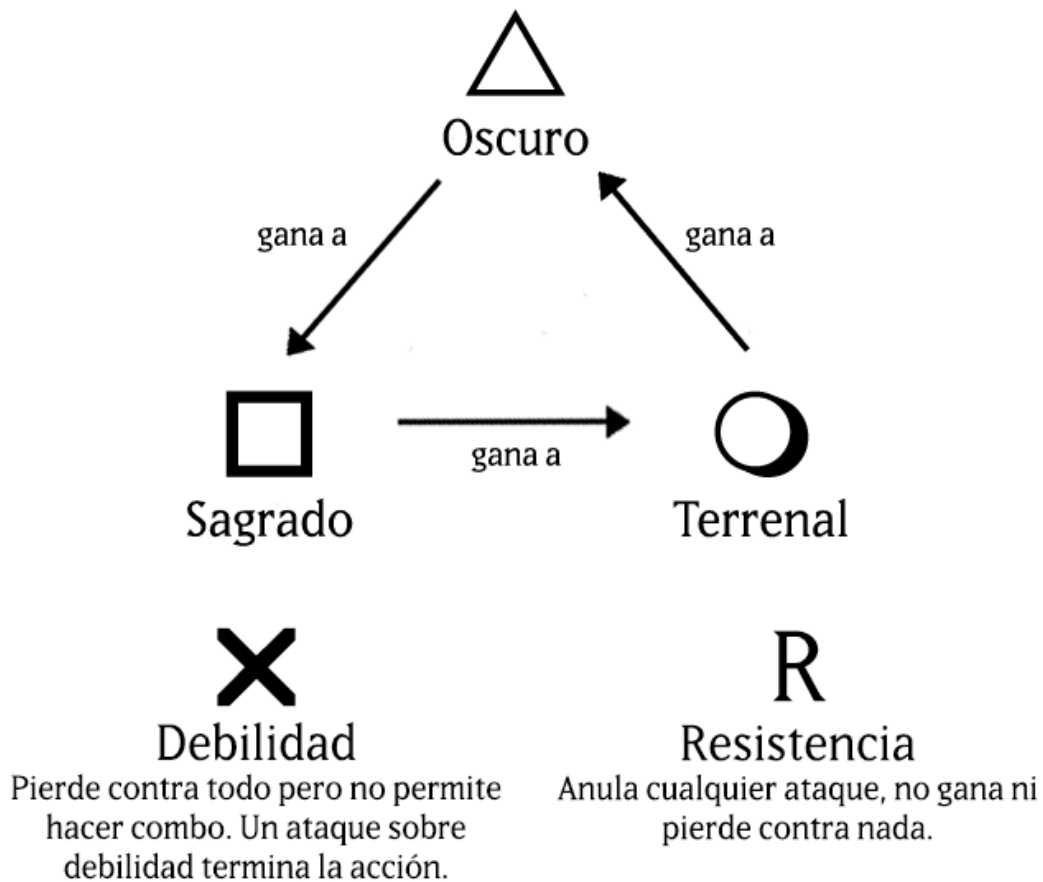 Oscuro
gana a
gana a
gana a
Sagrado
Terrenal
Debilidad
Pierde contra todo pero no permite
hacer combo. Un ataque sobre
debilidad termina la acción.
R
Resistencia
Anula cualquier ataque, no gana ni
pierde contra nada.